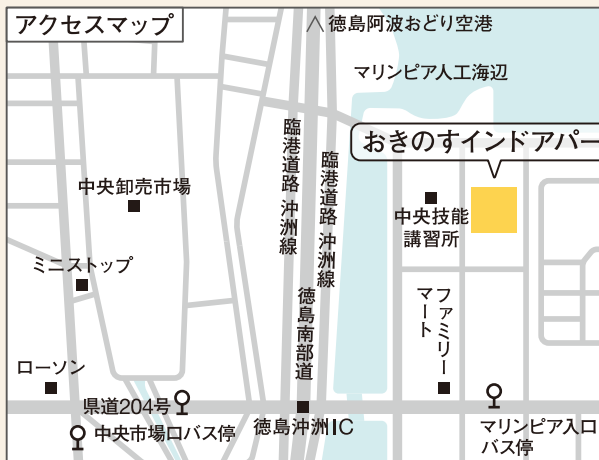 アクセスマップ
徳島阿波おどり空港
マリンピア人工海辺
おきのすインドアパー
臨港道路 沖洲線
臨港道路 沖洲線
中央卸売市場
中央技能
講習所
ミニストップ
徳島南部道
ファミリー
マート
ローソン
県道204号
中央市場口バス停
徳島沖洲IC
マリンピア入口
バス停